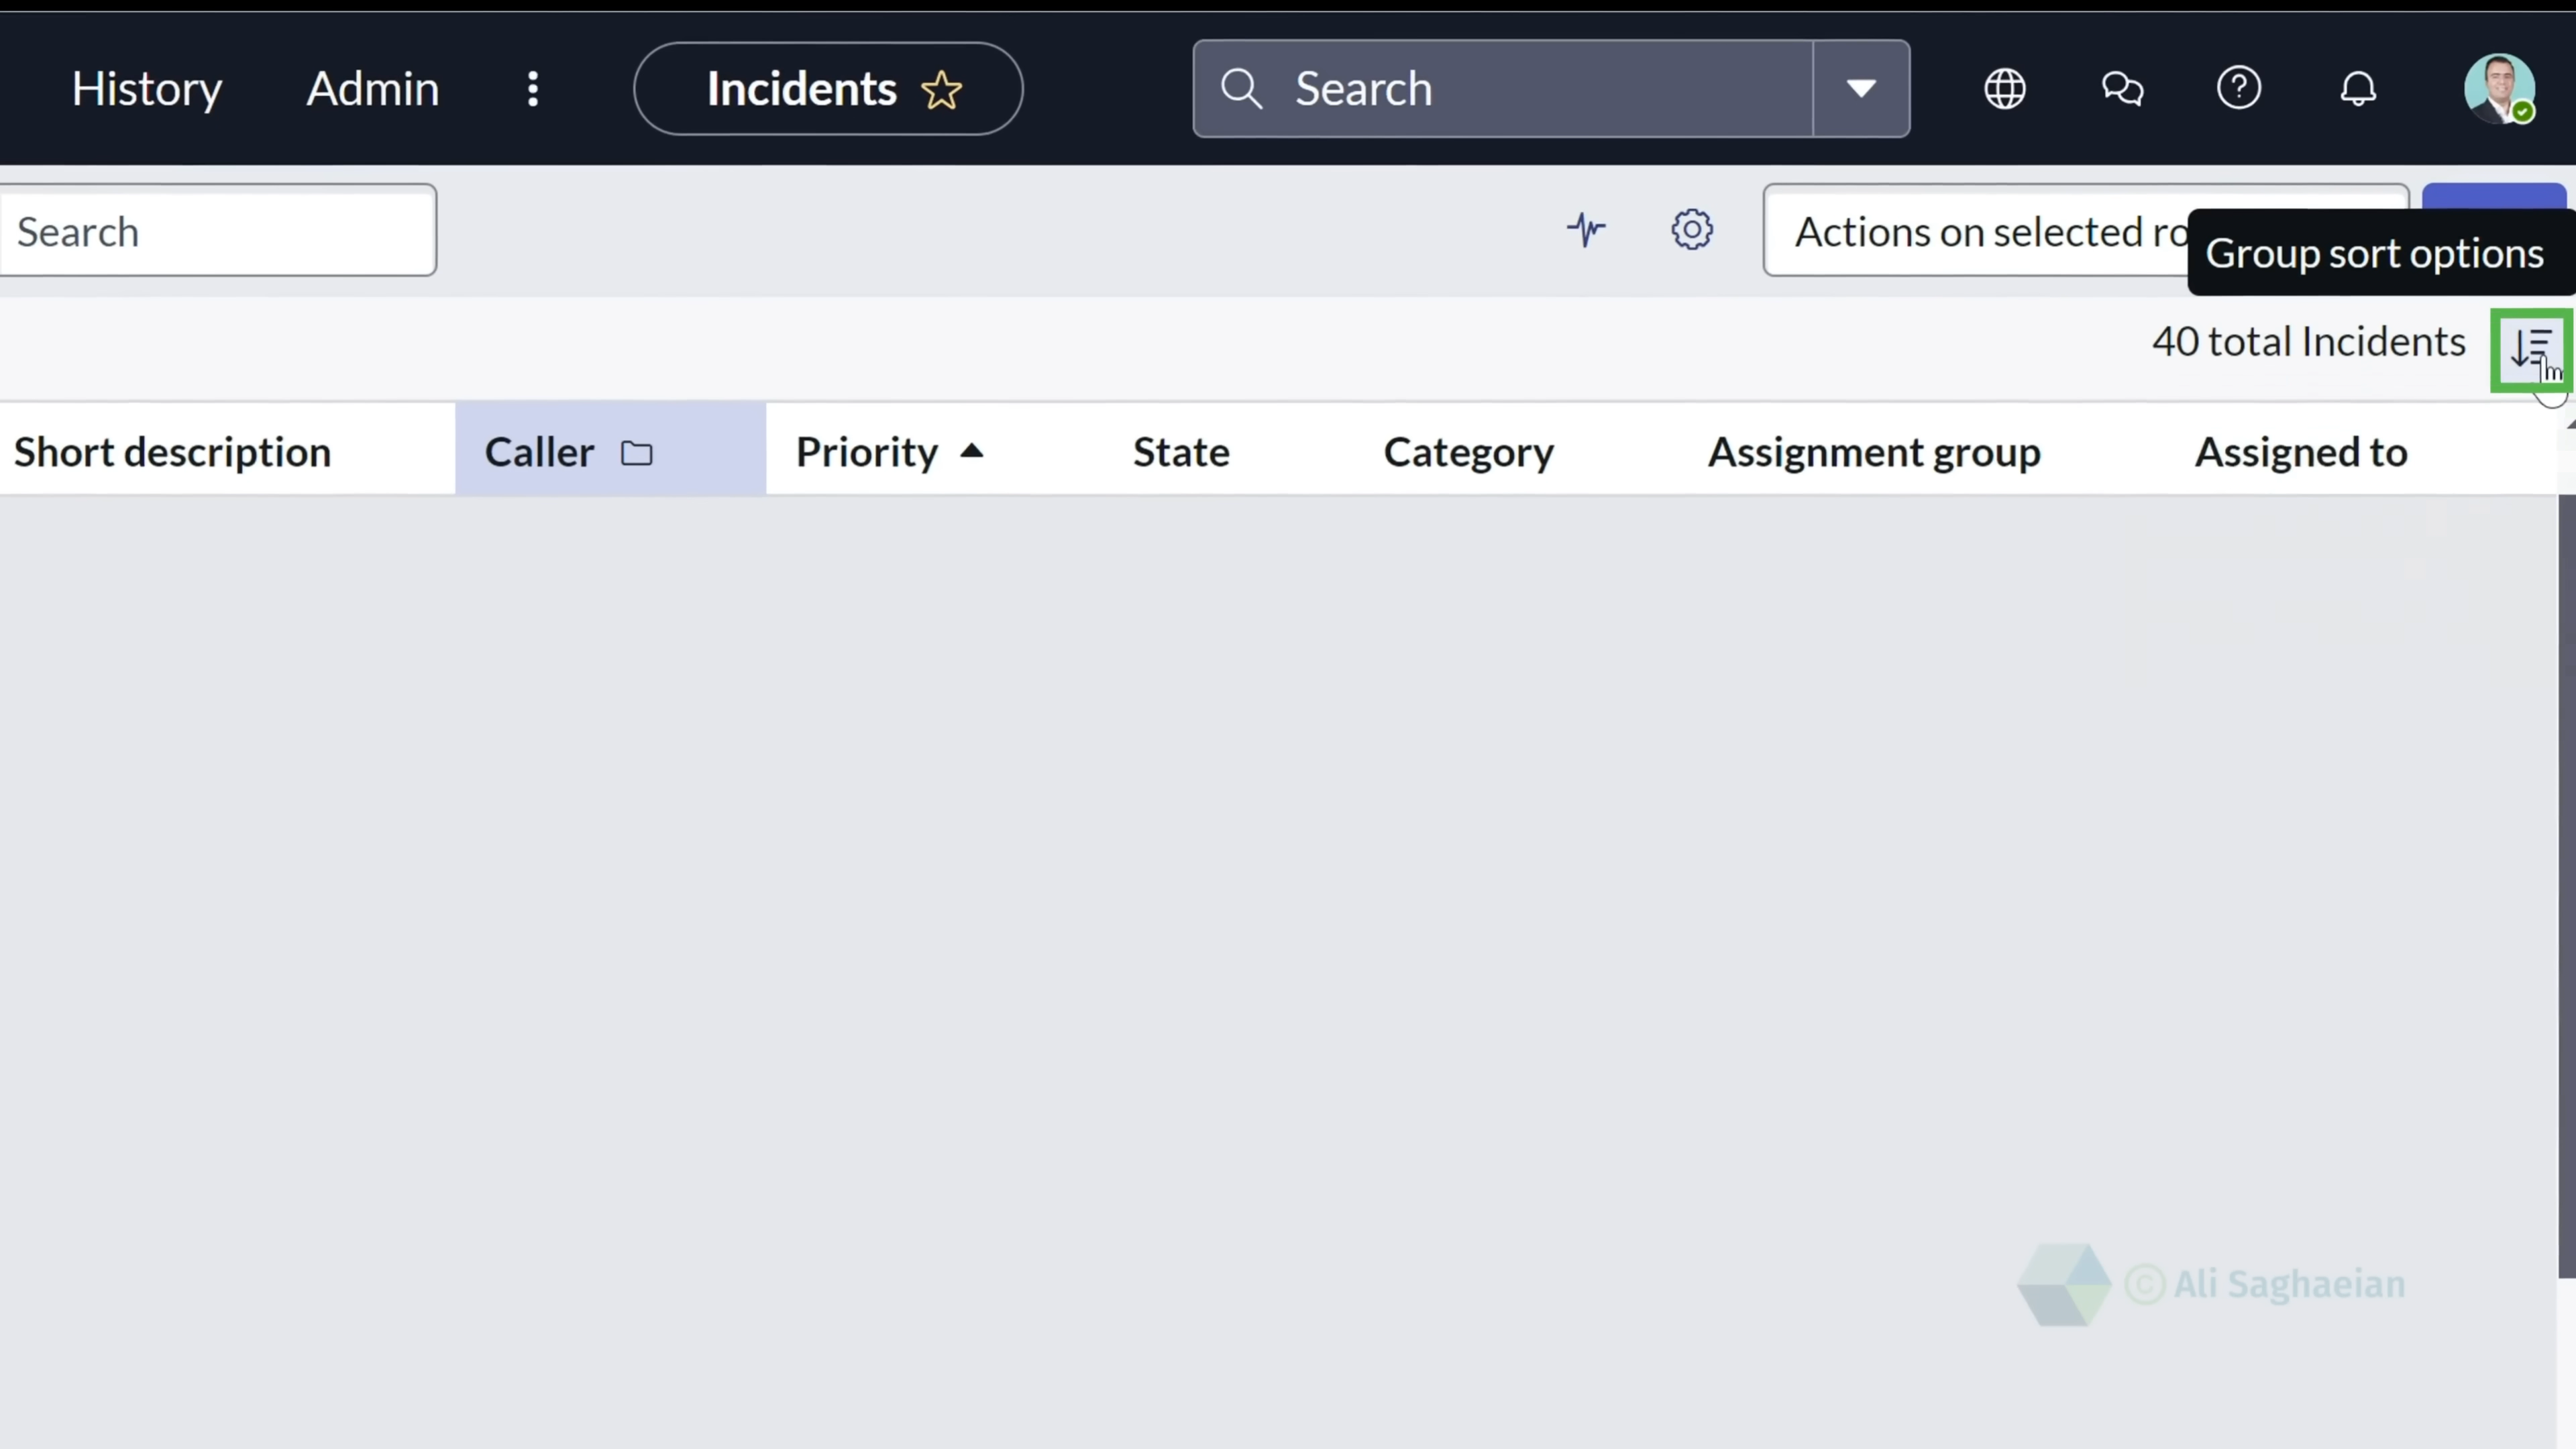 History Admin Incidents Search
Search Actions on selected ro
Group sort options
40 total Incidents
Short description Caller Priority State Category Assignment group Assigned to
© Ali Saghaeian